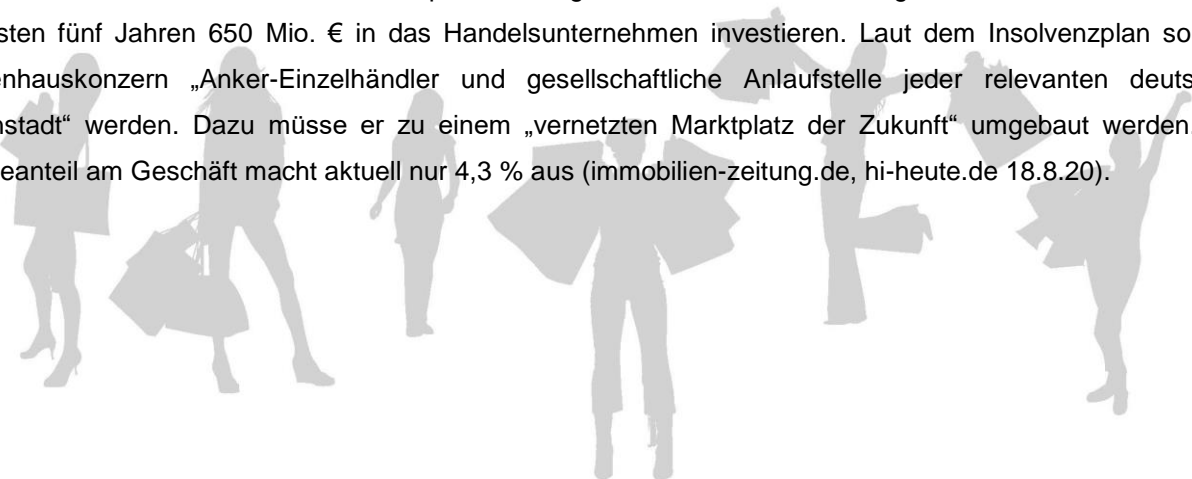 sten fünf Jahren 650 Mio. € in das Handelsunternehmen investieren. Laut dem Insolvenzplan so
enhauskonzern „Anker-Einzelhändler und gesellschaftliche Anlaufstelle jeder relevanten deuts
nstadt“ werden. Dazu müsse er zu einem „vernetzten Marktplatz der Zukunft“ umgebaut werden.
eanteil am Geschäft macht aktuell nur 4,3 % aus (immobilien-zeitung.de, hi-heute.de 18.8.20).